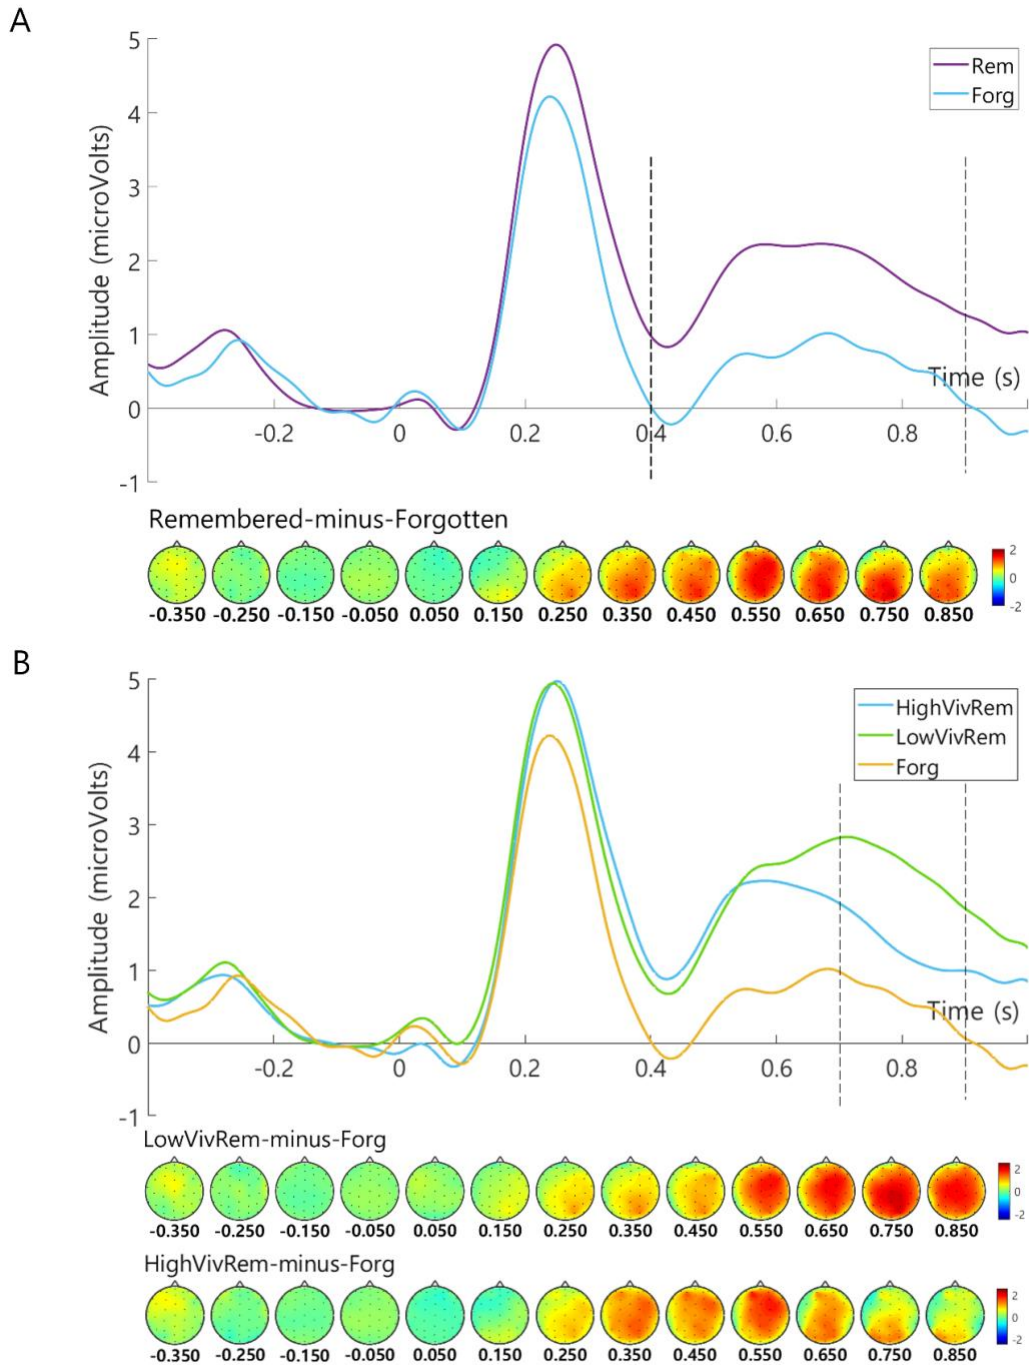 A
5
4
3
2
1
0
-1
Amplitude (microVolts)
Rem
Forg
Time (s)
-0.2 0 0.2 0.4 0.6 0.8
Remembered-minus-Forgotten
2
0
-2
-0.350 -0.250 -0.150 -0.050 0.050 0.150 0.250 0.350 0.450 0.550 0.650 0.750 0.850
B
5
4
3
2
1
0
-1
Amplitude (microVolts)
HighVivRem
LowVivRem
Forg
Time (s)
-0.2 0 0.2 0.4 0.6 0.8
LowVivRem-minus-Forg
2
0
-2
-0.350 -0.250 -0.150 -0.050 0.050 0.150 0.250 0.350 0.450 0.550 0.650 0.750 0.850
HighVivRem-minus-Forg
2
0
-2
-0.350 -0.250 -0.150 -0.050 0.050 0.150 0.250 0.350 0.450 0.550 0.650 0.750 0.850